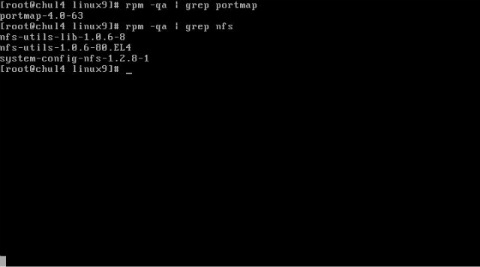 [root@chul4 linux9]# rpm -qa | grep portmap
portmap-4.0-63
[root@chul4 linux9]# rpm -qa | grep nfs
nfs-utils-lib-1.0.6-8
nfs-utils-1.0.6-80.EL4
system-config-nfs-1.2.8-1
[root@chul4 linux9]# _